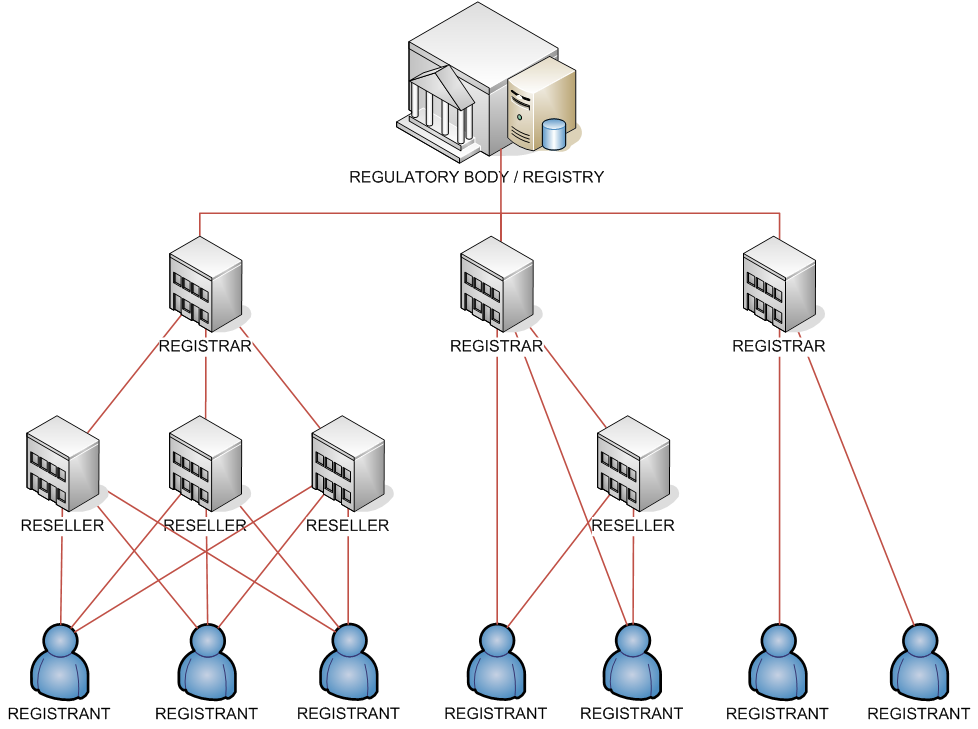 REGULATORY BODY / REGISTRY
REGISTRAR
REGISTRAR
REGISTRAR
RESELLER
RESELLER
RESELLER
RESELLER
REGISTRANT
REGISTRANT
REGISTRANT
REGISTRANT
REGISTRANT
REGISTRANT
REGISTRANT